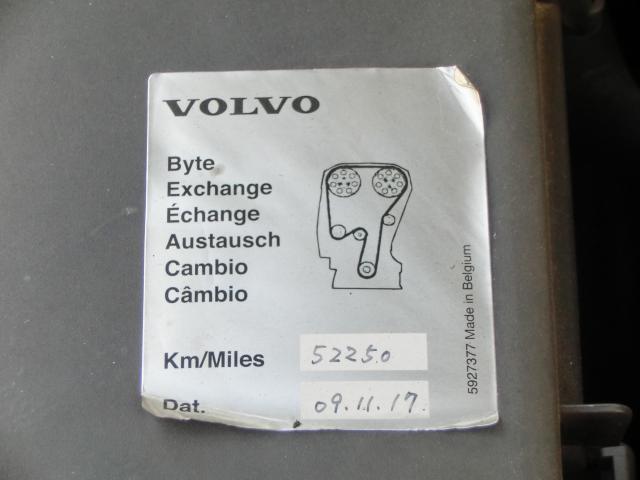 VOLVO
Byte
Exchange
Échange
Austausch
Cambio
Câmbio
Km/Miles 52250
Dat. 09.11.17.
5927377 Made in Belgium